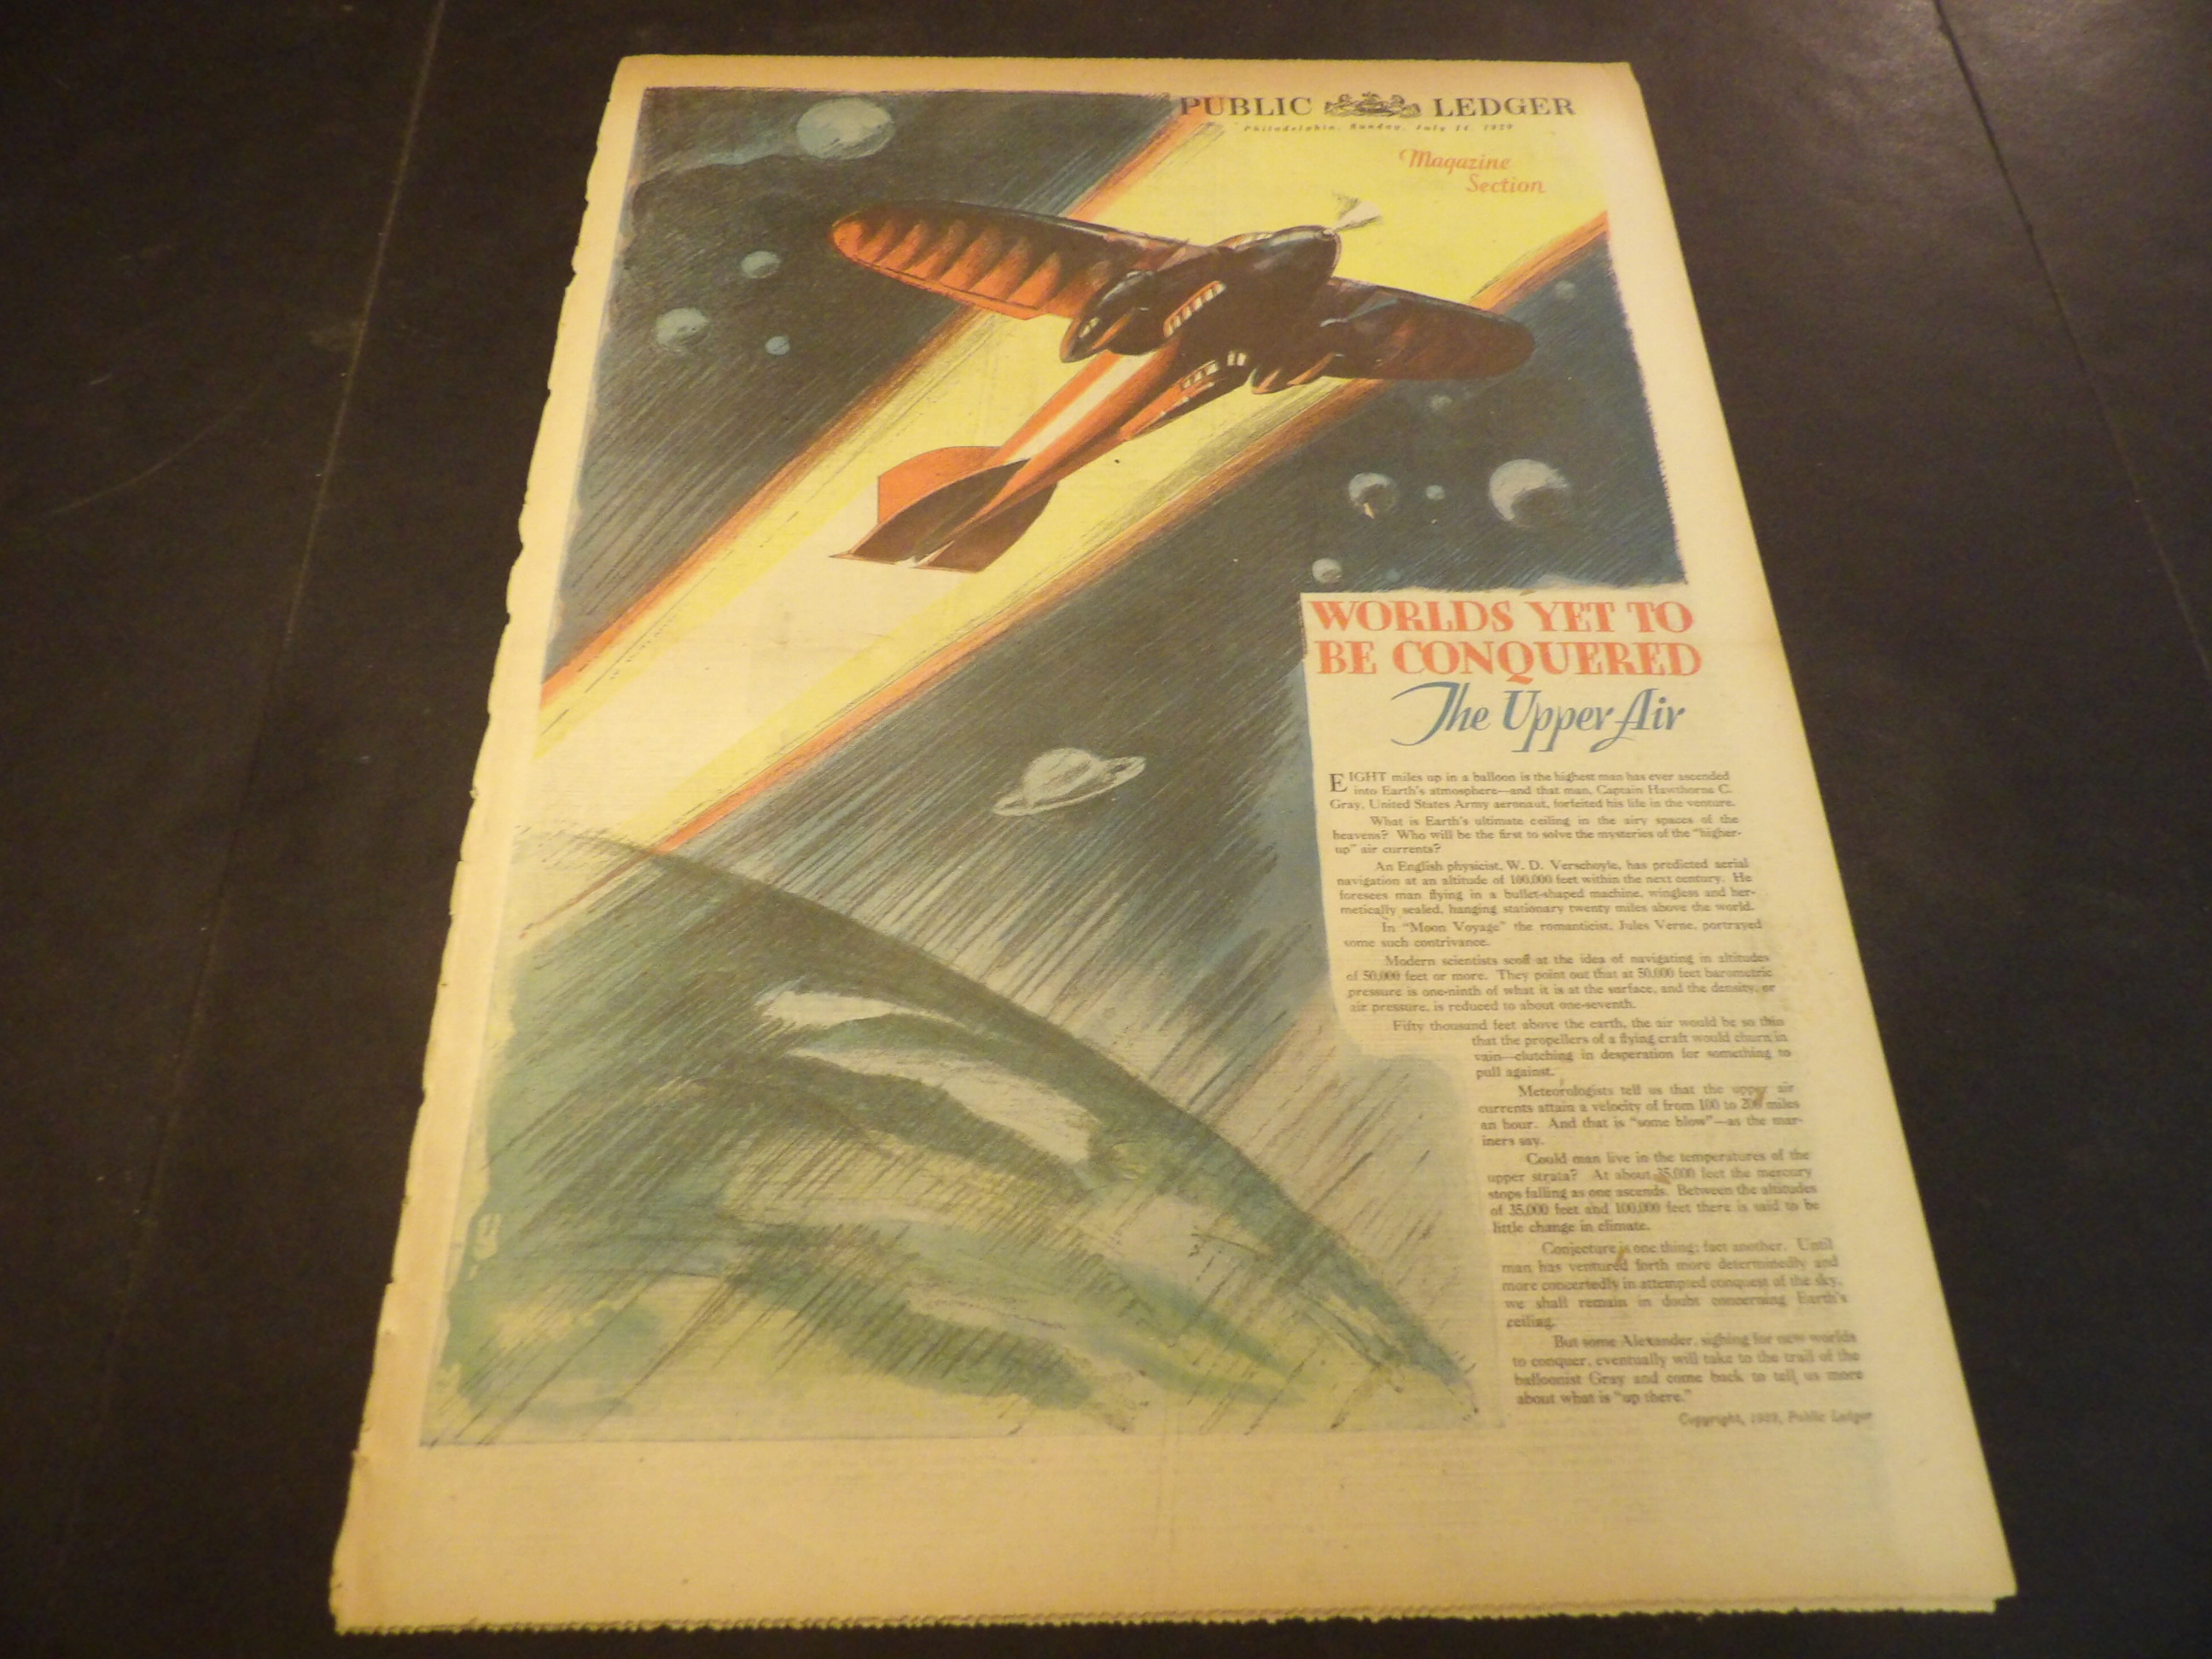 PUBLIC LEDGER
Philadelphia, Sunday, July 1929
Magazine
Section
WORLDS YET TO
BE CONQUERED
The Upper Air
EIGHT miles up in a balloon is the highest man has ever ascended
into Earth's atmosphere—and that man, Captain Hawthorne C.
Gray, United States Army aeronaut, forfeited his life in the venture.
What is Earth's ultimate ceiling in the airy spaces of the
heavens? Who will be the first to solve the mysteries of the "higher-
up" air currents?
An English physicist, W. D. Verschoyle, has predicted aerial
navigation at an altitude of 100,000 feet within the next century. He
foresees man flying in a bullet-shaped machine, wingless and her-
metically sealed, hanging stationary twenty miles above the world.
In "Moon Voyage" the romanticist, Jules Verne, portrayed
some such contrivance.
Modern scientists scoff at the idea of navigating in altitudes
of 50,000 feet or more. They point out that at 50,000 feet barometric
pressure is one-ninth of what it is at the surface, and the density, or
air pressure, is reduced to about one-seventh.
Fifty thousand feet above the earth, the air would be so thin
that the propellers of a flying craft would churn in
vain—clutching in desperation for something to
pull against.
Meteorologists tell us that the upper air
currents attain a velocity of from 100 to 200 miles
an hour. And that is "some blow"—as the mar-
iners say.
Could man live in the temperatures of the
upper strata? At about 35,000 feet the mercury
stops falling as one ascends. Between the altitudes
of 35,000 feet and 100,000 feet there is said to be
little change in climate.
Conjecture is one thing; fact another. Until
man has ventured forth more determinedly and
more concertedly in attempted conquest of the sky,
we shall remain in doubt concerning Earth's
ceiling.
But some Alexander, sighing for new worlds
to conquer, eventually will take to the trail of the
balloonist Gray and come back to tell us more
about what is "up there."
Copyright, 1929, Public Ledger